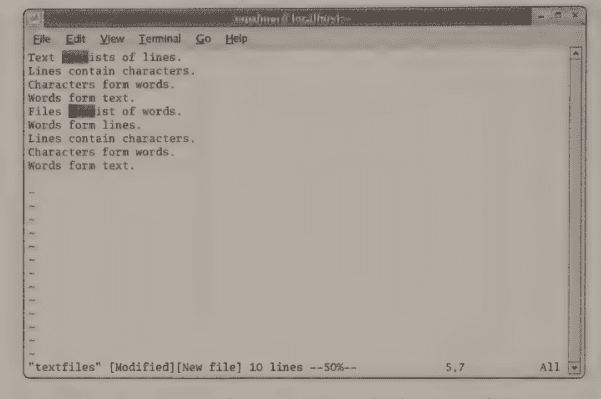 File Edit View Terminal Go Help
Text ists of lines.
Lines contain characters.
Characters form words.
Words form text.
Files ist of words.
Words form lines.
Lines contain characters.
Characters form words.
Words form text.
~
~
~
~
~
~
~
~
~
~
~
~
~
"textfiles" [Modified][New file] 10 lines --50%-- 5,7 All